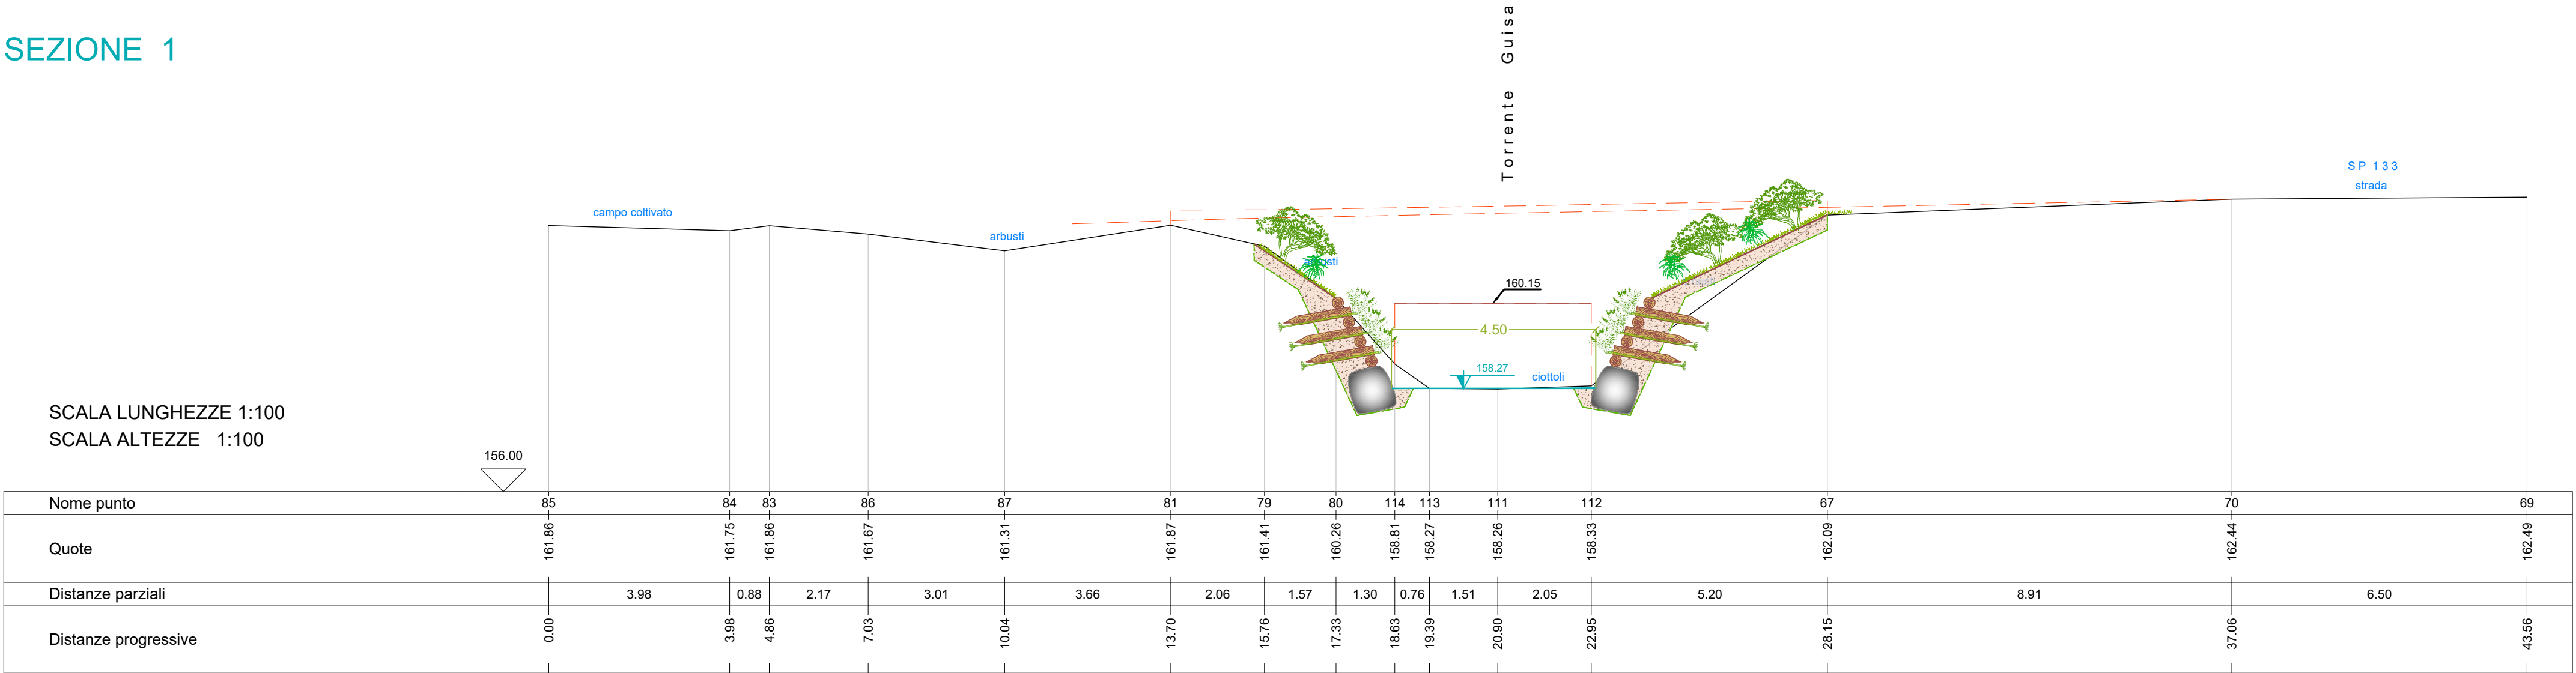 Torrente Guisa
SEZIONE 1
SP 133
strada
campo coltivato
arbusti
arbusti
160.15
4.50
158.27
ciottoli
SCALA LUNGHEZZE 1:100
SCALA ALTEZZE 1:100
156.00
Nome punto 85 84 83 86 87 81 79 80 114 113 111 112 67 70 69
Quote 161.86 161.75 161.86 161.67 161.31 161.87 161.41 160.26 158.81 158.27 158.26 158.33 162.09 162.44 162.49
Distanze parziali 3.98 0.88 2.17 3.01 3.66 2.06 1.57 1.30 0.76 1.51 2.05 5.20 8.91 6.50
Distanze progressive 0.00 3.98 4.86 7.03 10.04 13.70 15.76 17.33 18.63 19.39 20.90 22.95 28.15 37.06 43.56